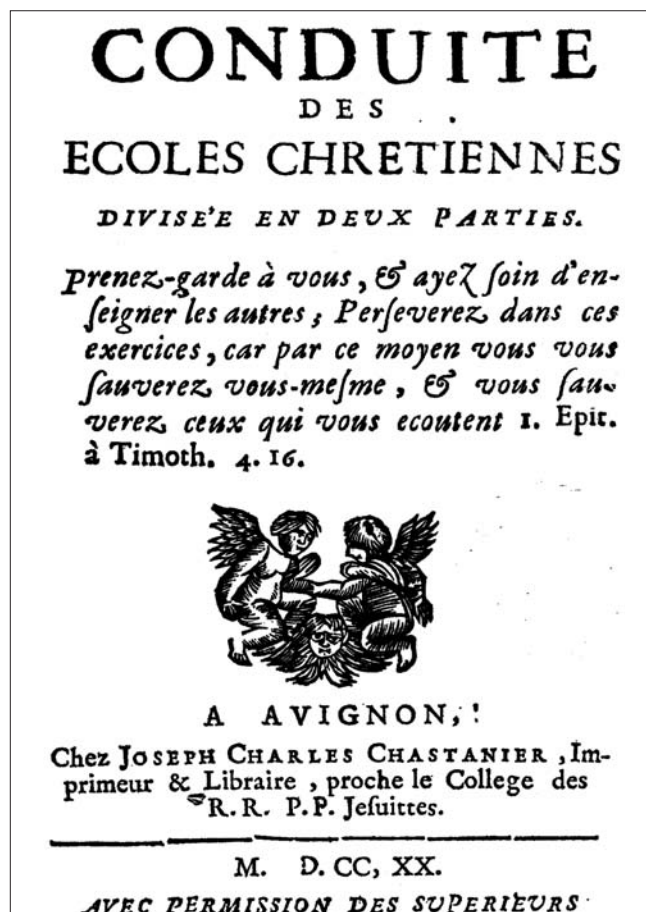 CONDUITE
DES
ECOLES CHRETIENNES
DIVISE'E EN DEUX PARTIES.
Prenez-garde à vous, & ayez ſoin d'en-
ſeigner les autres ; Perſeverez dans ces
exercices, car par ce moyen vous vous
ſauverez vous-meſme, & vous ſau-
verez ceux qui vous ecoutent 1. Epit.
à Timoth. 4. 16.
A AVIGNON, !
Chez JOSEPH CHARLES CHASTANIER, Im-
primeur & Libraire, proche le College des
R. R. P. P. Jeſuittes.
M. D. CC, XX.
AVEC PERMISSION DES SUPERIEURS